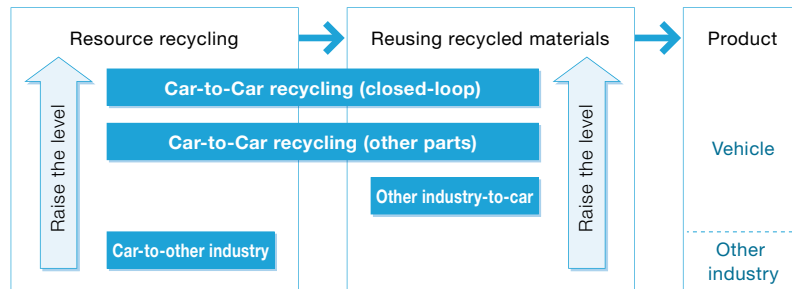 Resource recycling
Reusing recycled materials
Product
Raise the level
Car-to-Car recycling (closed-loop)
Car-to-Car recycling (other parts)
Other industry-to-car
Car-to-other industry
Raise the level
Vehicle
Other
industry